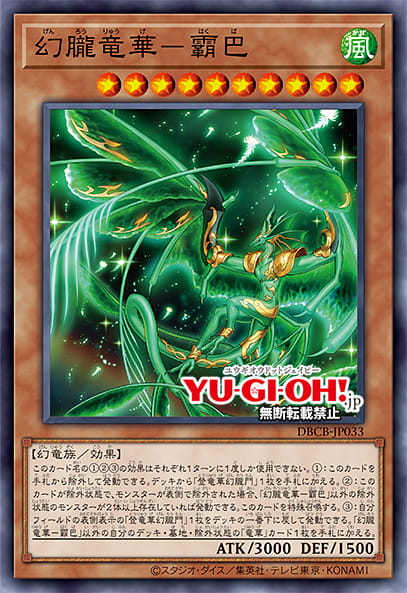 げん ろう りゅう げ はく ば
幻朧竜華－覇巴
かぜ
風
ユウギオウドットジェイピー
YU-GI-OH!.jp
無断転載禁止
DBCB-JP033
【幻竜族／効果】
このカード名の①②③の効果はそれぞれ1ターンに1度しか使用できない。①：このカードを
手札から除外して発動できる。デッキから「登竜華幻朧門」1枚を手札に加える。②：この
カードが除外状態で、モンスターが表側で除外された場合、「幻朧竜華－覇巴」以外の除外
状態のモンスターが2体以上存在していれば発動できる。このカードを特殊召喚する。③：自分
フィールドの表側表示の「登竜華幻朧門」1枚をデッキの一番下に戻して発動できる。「幻朧
竜華－覇巴」以外の自分のデッキ・墓地・除外状態の「竜華」カード1枚を手札に加える。
ATK/3000 DEF/1500
©スタジオ・ダイス／集英社・テレビ東京・KONAMI